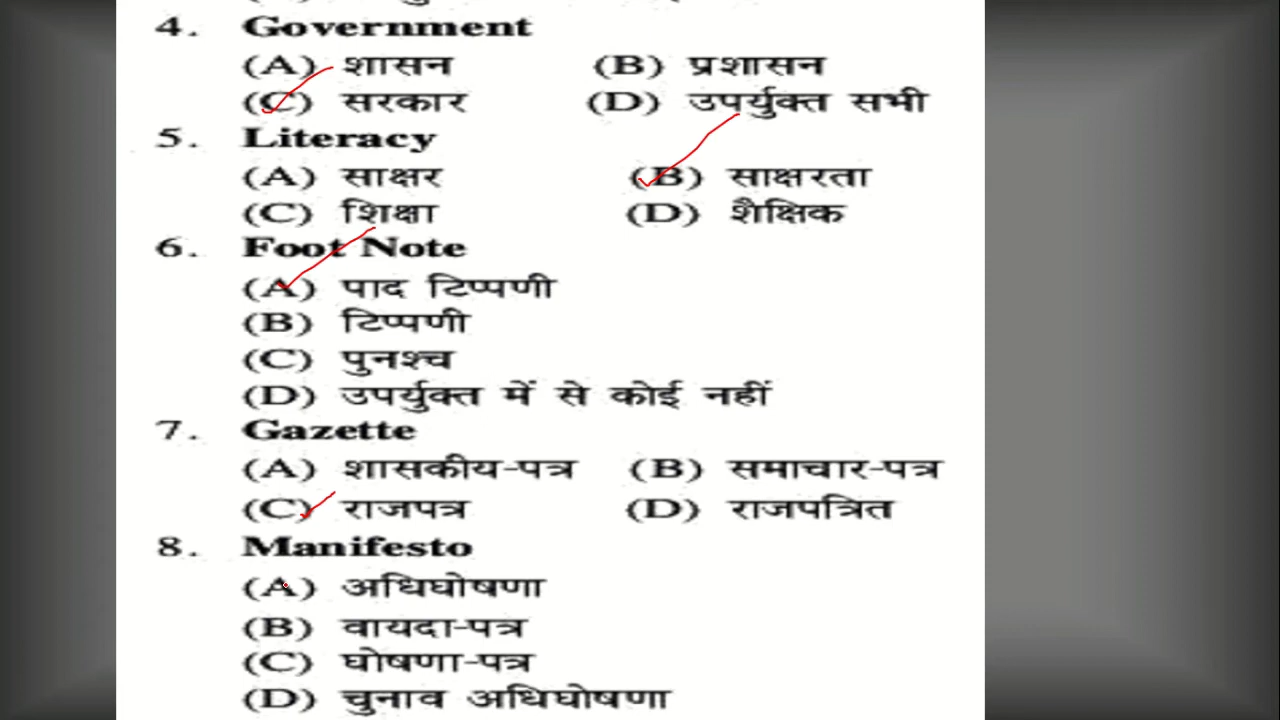 4. Government
(A) शासन (B) प्रशासन
(C) सरकार (D) उपर्युक्त सभी
5. Literacy
(A) साक्षर (B) साक्षरता
(C) शिक्षा (D) शैक्षिक
6. Foot Note
(A) पाद टिप्पणी
(B) टिप्पणी
(C) पुनश्च
(D) उपर्युक्त में से कोई नहीं
7. Gazette
(A) शासकीय-पत्र (B) समाचार-पत्र
(C) राजपत्र (D) राजपत्रित
8. Manifesto
(A) अधिघोषणा
(B) वायदा-पत्र
(C) घोषणा-पत्र
(D) चुनाव अधिघोषणा